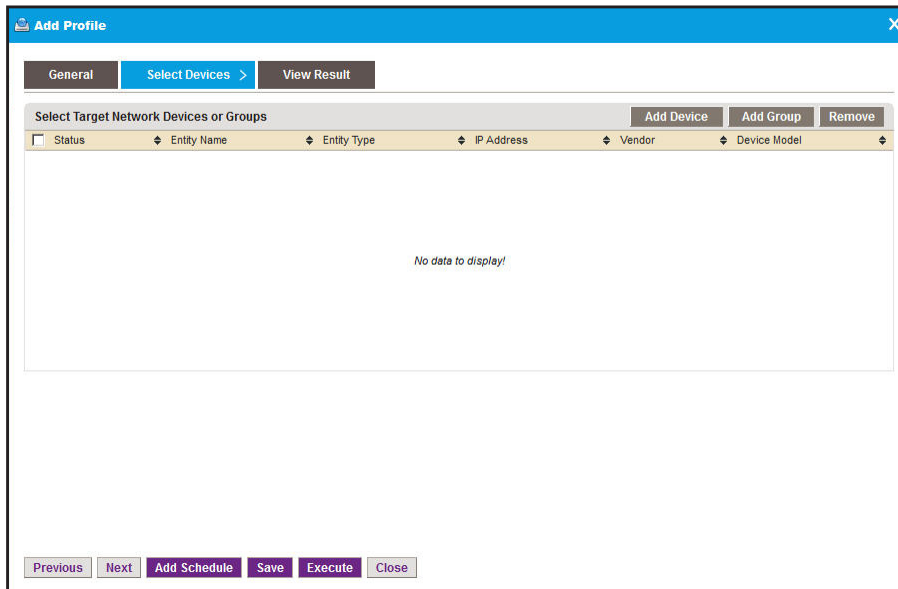 Add Profile X
General Select Devices > View Result
Select Target Network Devices or Groups Add Device Add Group Remove
Status Entity Name Entity Type IP Address Vendor Device Model
No data to display!
Previous Next Add Schedule Save Execute Close